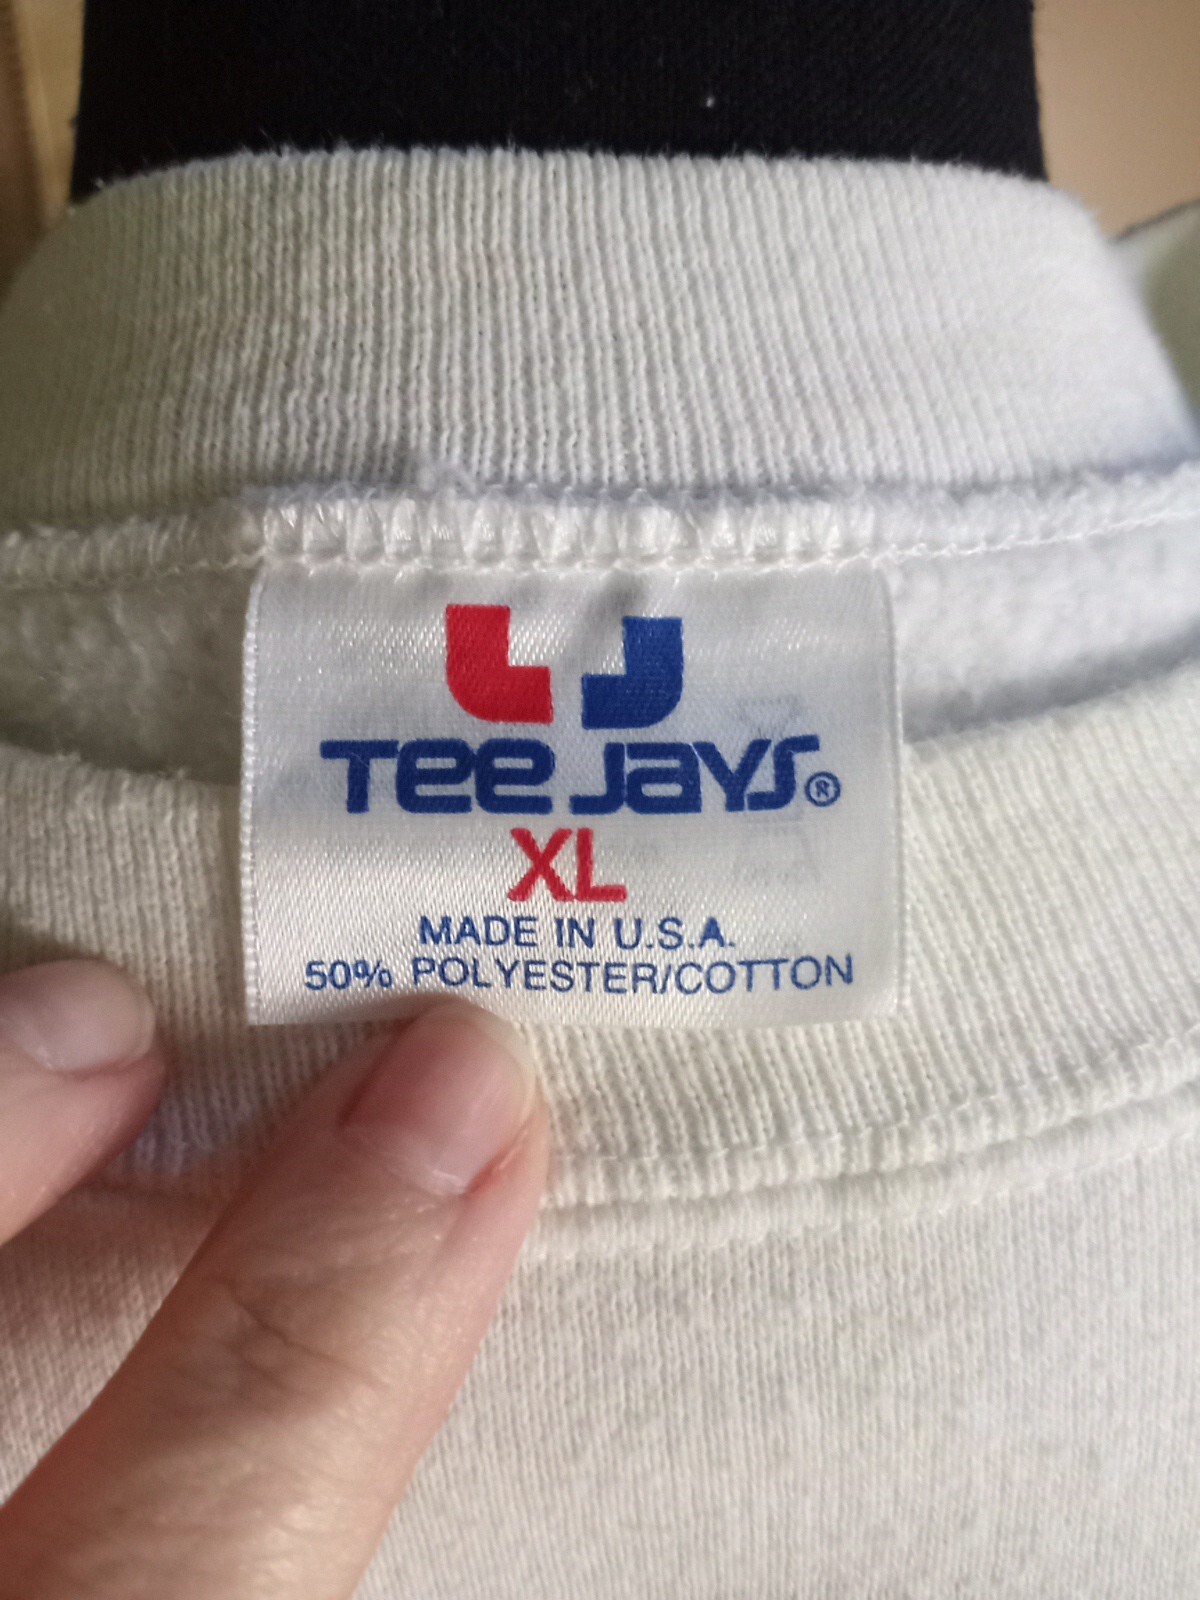 TEE JAYS®
XL
MADE IN U.S.A.
50% POLYESTER/COTTON